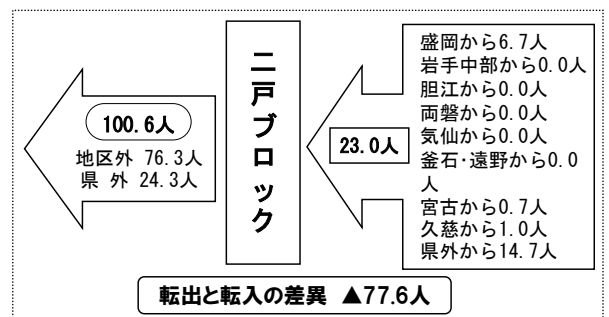 100.6人
地区外 76.3人
県 外 24.3人
二戸ブロック
23.0人
盛岡から6.7人
岩手中部から0.0人
胆江から0.0人
両磐から0.0人
気仙から0.0人
釜石・遠野から0.0
人
宮古から0.7人
久慈から1.0人
県外から14.7人
転出と転入の差異 ▲77.6人